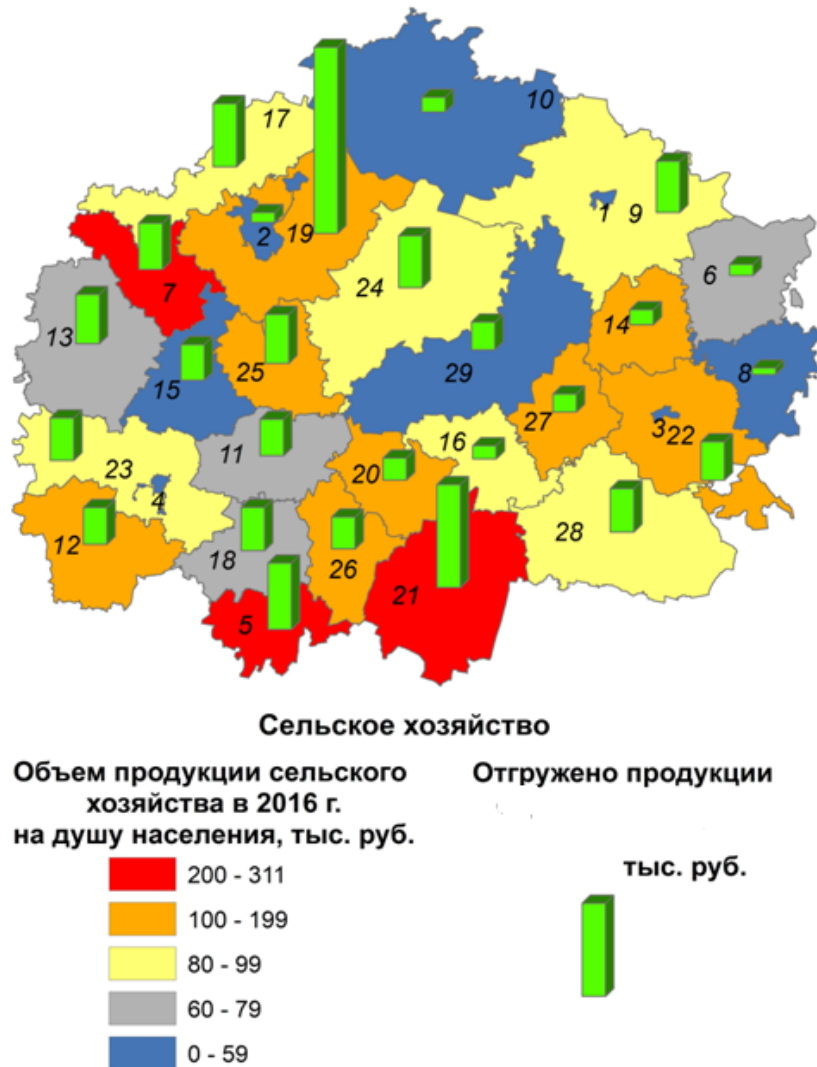 10
17
1
9
2
19
6
24
7
14
13
29
8
15
25
27
3
22
16
11
20
23
4
12
28
18
26
21
5
Сельское хозяйство
Объем продукции сельского
хозяйства в 2016 г.
на душу населения, тыс. руб.
Отгружено продукции
тыс. руб.
200 - 311
100 - 199
80 - 99
60 - 79
0 - 59